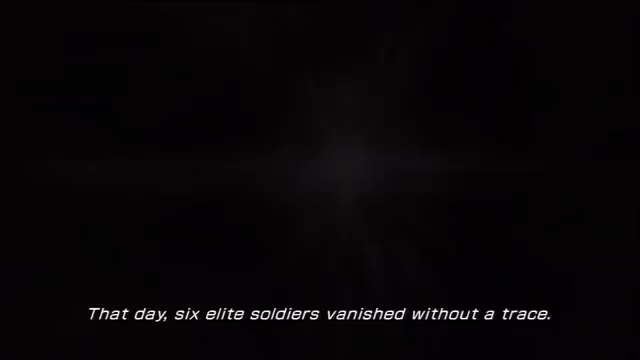 That day, six elite soldiers vanished without a trace.